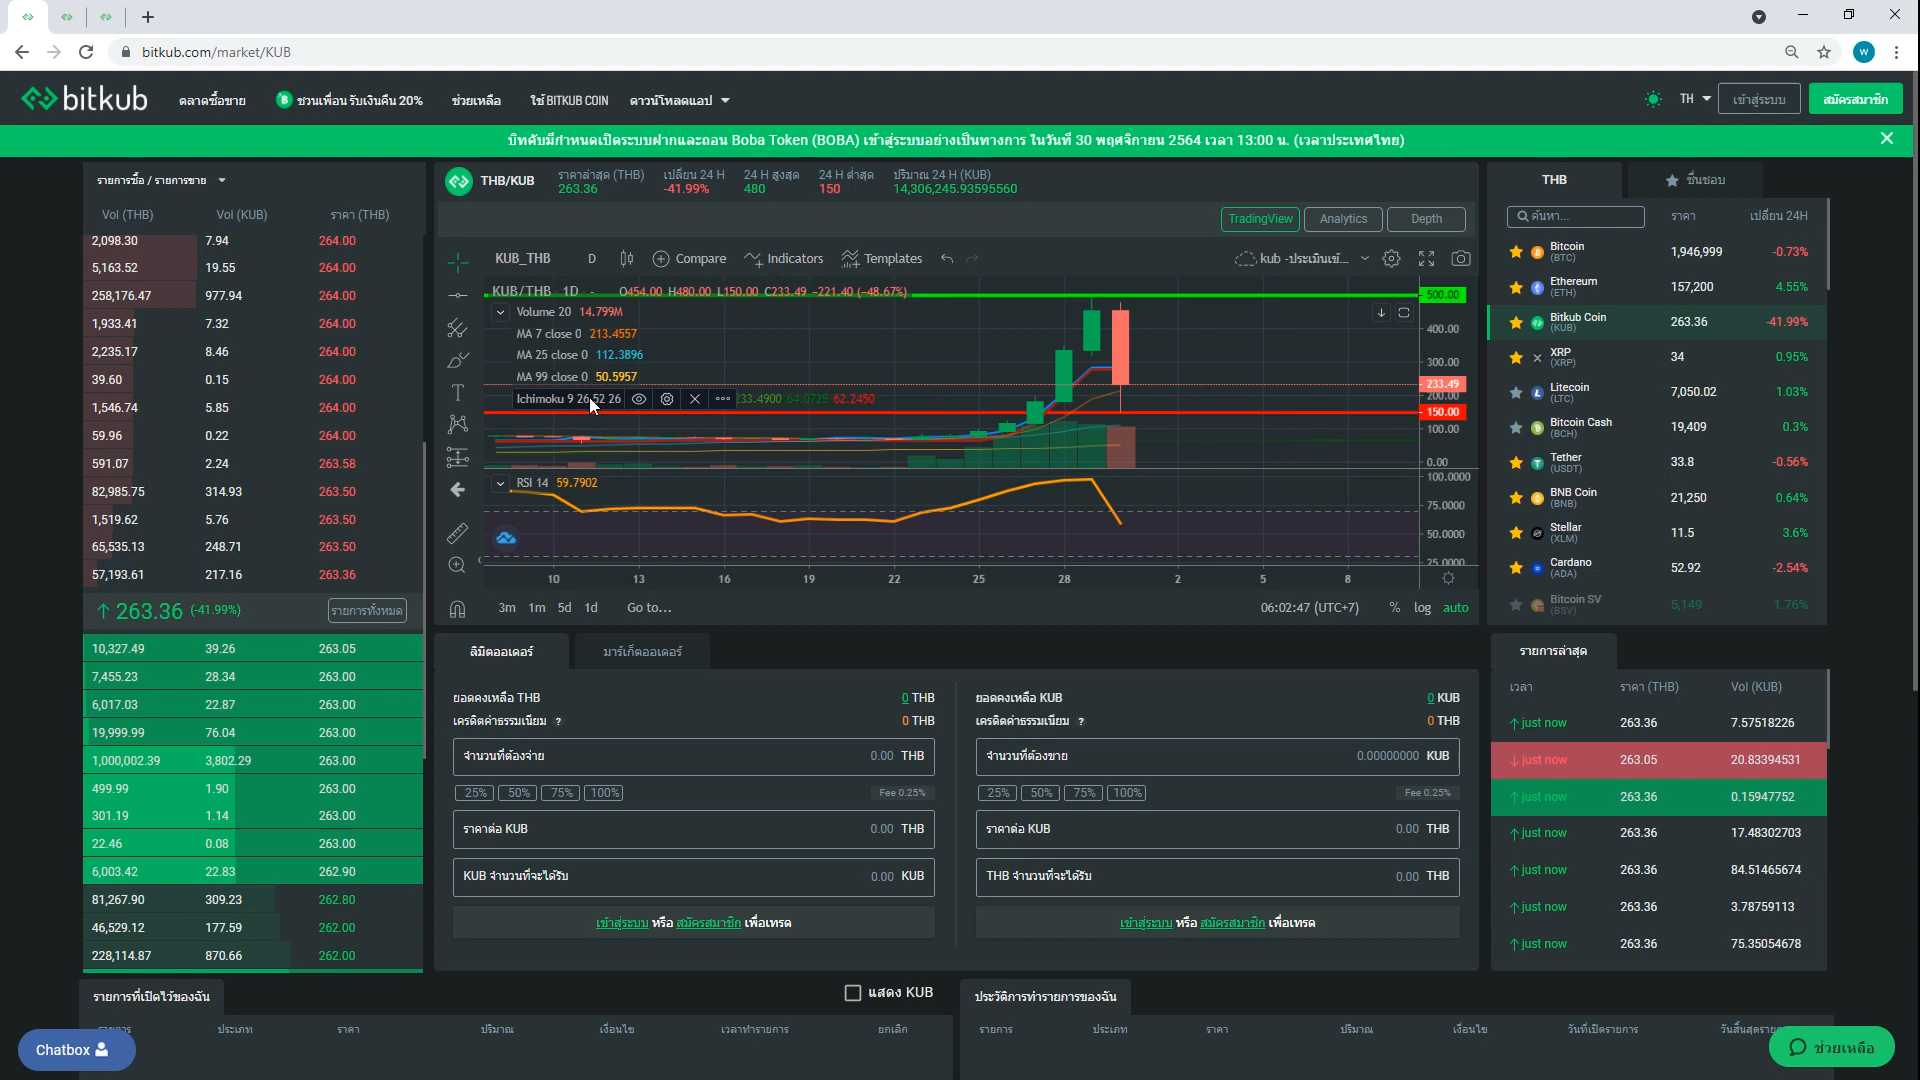 bitkub.com/market/KUB
W
bitkub
ตลาดซื้อขาย
ชวนเพื่อน รับเงินคืน 20%
ช่วยเหลือ
ใช้ BITKUB COIN
ดาวน์โหลดแอป
TH
เข้าสู่ระบบ
สมัครสมาชิก
บิทคับมีกำหนดเปิดระบบฝากและถอน Boba Token (BOBA) เข้าสู่ระบบอย่างเป็นทางการ ในวันที่ 30 พฤศจิกายน 2564 เวลา 13:00 น. (เวลาประเทศไทย)
รายการซื้อ / รายการขาย
Vol (THB) Vol (KUB) ราคา (THB)
2,098.30 7.94 264.00
5,163.52 19.55 264.00
258,176.47 977.94 264.00
1,933.41 7.32 264.00
2,235.17 8.46 264.00
39.60 0.15 264.00
1,546.74 5.85 264.00
59.96 0.22 264.00
591.07 2.24 263.58
82,985.75 314.93 263.50
1,519.62 5.76 263.50
65,535.13 248.71 263.50
57,193.61 217.16 263.36
263.36 (-41.99%) รายการทั้งหมด
10,327.49 39.26 263.05
7,455.23 28.34 263.00
6,017.03 22.87 263.00
19,999.99 76.04 263.00
1,000,002.39 3,802.29 263.00
499.99 1.90 263.00
301.19 1.14 263.00
22.46 0.08 263.00
6,003.42 22.83 262.90
81,267.90 309.23 262.80
46,529.12 177.59 262.00
228,114.87 870.66 262.00
THB/KUB
ราคาล่าสุด (THB) เปลี่ยน 24 H 24 H สูงสุด 24 H ต่ำสุด ปริมาณ 24 H (KUB)
263.36 -41.99% 480 150 14,306,245.93595560
TradingView Analytics Depth
KUB_THB D Compare Indicators Templates kub -ประเมินเข้...
KUB/THB 1D - O454.00 H480.00 L150.00 C233.49 -221.40 (-48.67%)
Volume 20 14.799M
MA 7 close 0 213.4557
MA 25 close 0 112.3896
MA 99 close 0 50.5957
Ichimoku 9 26 52 26 233.4900 64.0725 62.2450
500.00
400.00
300.00
233.49
200.00
150.00
100.00
0.00
RSI 14 59.7902
100.0000
75.0000
50.0000
25.0000
10 13 16 19 22 25 28 2 5 8
3m 1m 5d 1d Go to... 06:02:47 (UTC+7) % log auto
ลิมิตออเดอร์ มาร์เก็ตออเดอร์
ยอดคงเหลือ THB 0 THB
เครดิตค่าธรรมเนียม ? 0 THB
จำนวนที่ต้องจ่าย 0.00 THB
25% 50% 75% 100% Fee 0.25%
ราคาต่อ KUB 0.00 THB
KUB จำนวนที่จะได้รับ 0.00 KUB
เข้าสู่ระบบ หรือ สมัครสมาชิก เพื่อเทรด
ยอดคงเหลือ KUB 0 KUB
เครดิตค่าธรรมเนียม ? 0 THB
จำนวนที่ต้องขาย 0.00000000 KUB
25% 50% 75% 100% Fee 0.25%
ราคาต่อ KUB 0.00 THB
THB จำนวนที่จะได้รับ 0.00 THB
เข้าสู่ระบบ หรือ สมัครสมาชิก เพื่อเทรด
THB ชื่นชอบ
ค้นหา... ราคา เปลี่ยน 24H
Bitcoin (BTC) 1,946,999 -0.73%
Ethereum (ETH) 157,200 4.55%
Bitkub Coin (KUB) 263.36 -41.99%
XRP (XRP) 34 0.95%
Litecoin (LTC) 7,050.02 1.03%
Bitcoin Cash (BCH) 19,409 0.3%
Tether (USDT) 33.8 -0.56%
BNB Coin (BNB) 21,250 0.64%
Stellar (XLM) 11.5 3.6%
Cardano (ADA) 52.92 -2.54%
Bitcoin SV (BSV) 5,149 1.76%
รายการล่าสุด
เวลา ราคา (THB) Vol (KUB)
just now 263.36 7.57518226
just now 263.05 20.83394531
just now 263.36 0.15947752
just now 263.36 17.48302703
just now 263.36 84.51465674
just now 263.36 3.78759113
just now 263.36 75.35054678
รายการที่เปิดไว้ของฉัน แสดง KUB
ประเภท ราคา ปริมาณ เงื่อนไข เวลาทำรายการ ยกเลิก
ประวัติการทำรายการของฉัน
รายการ ประเภท ราคา ปริมาณ เงื่อนไข วันที่เปิดรายการ
Chatbox
ช่วยเหลือ